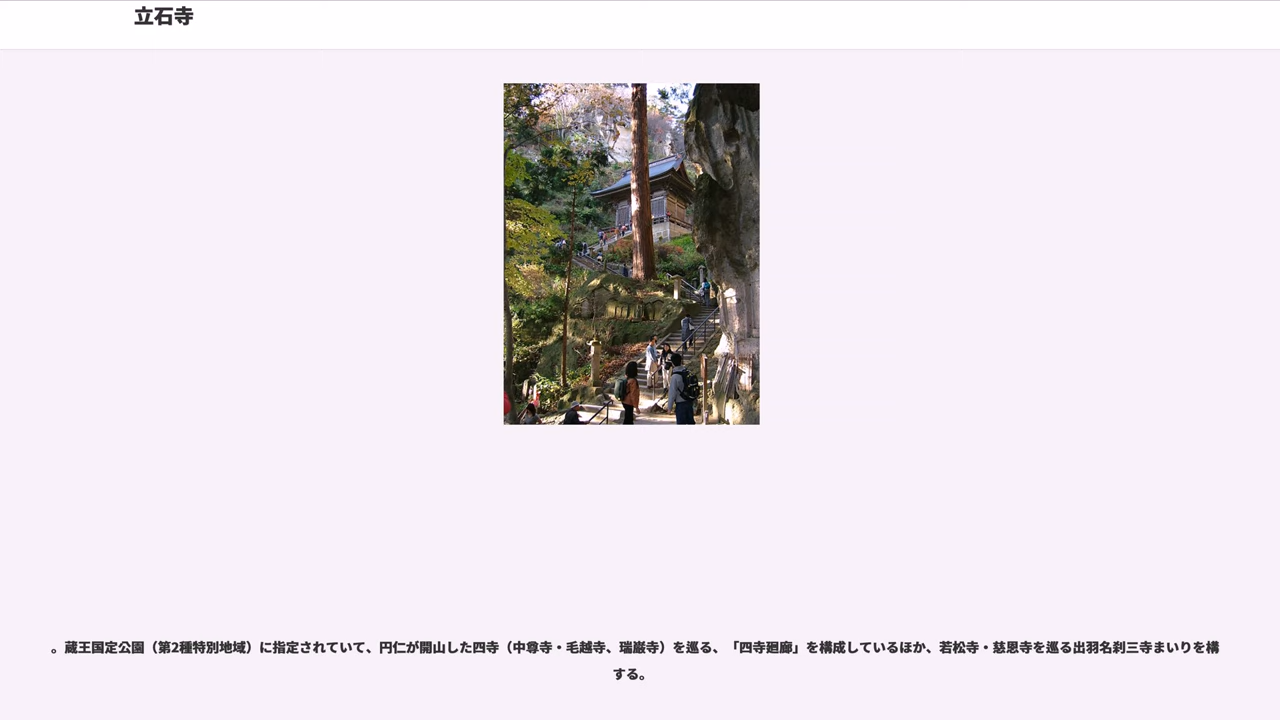 立石寺
。蔵王国定公園（第2種特別地域）に指定されていて、円仁が開山した四寺（中尊寺・毛越寺、瑞巌寺）を巡る、「四寺廻廊」を構成しているほか、若松寺・慈恩寺を巡る出羽名刹三寺まいりを構
する。